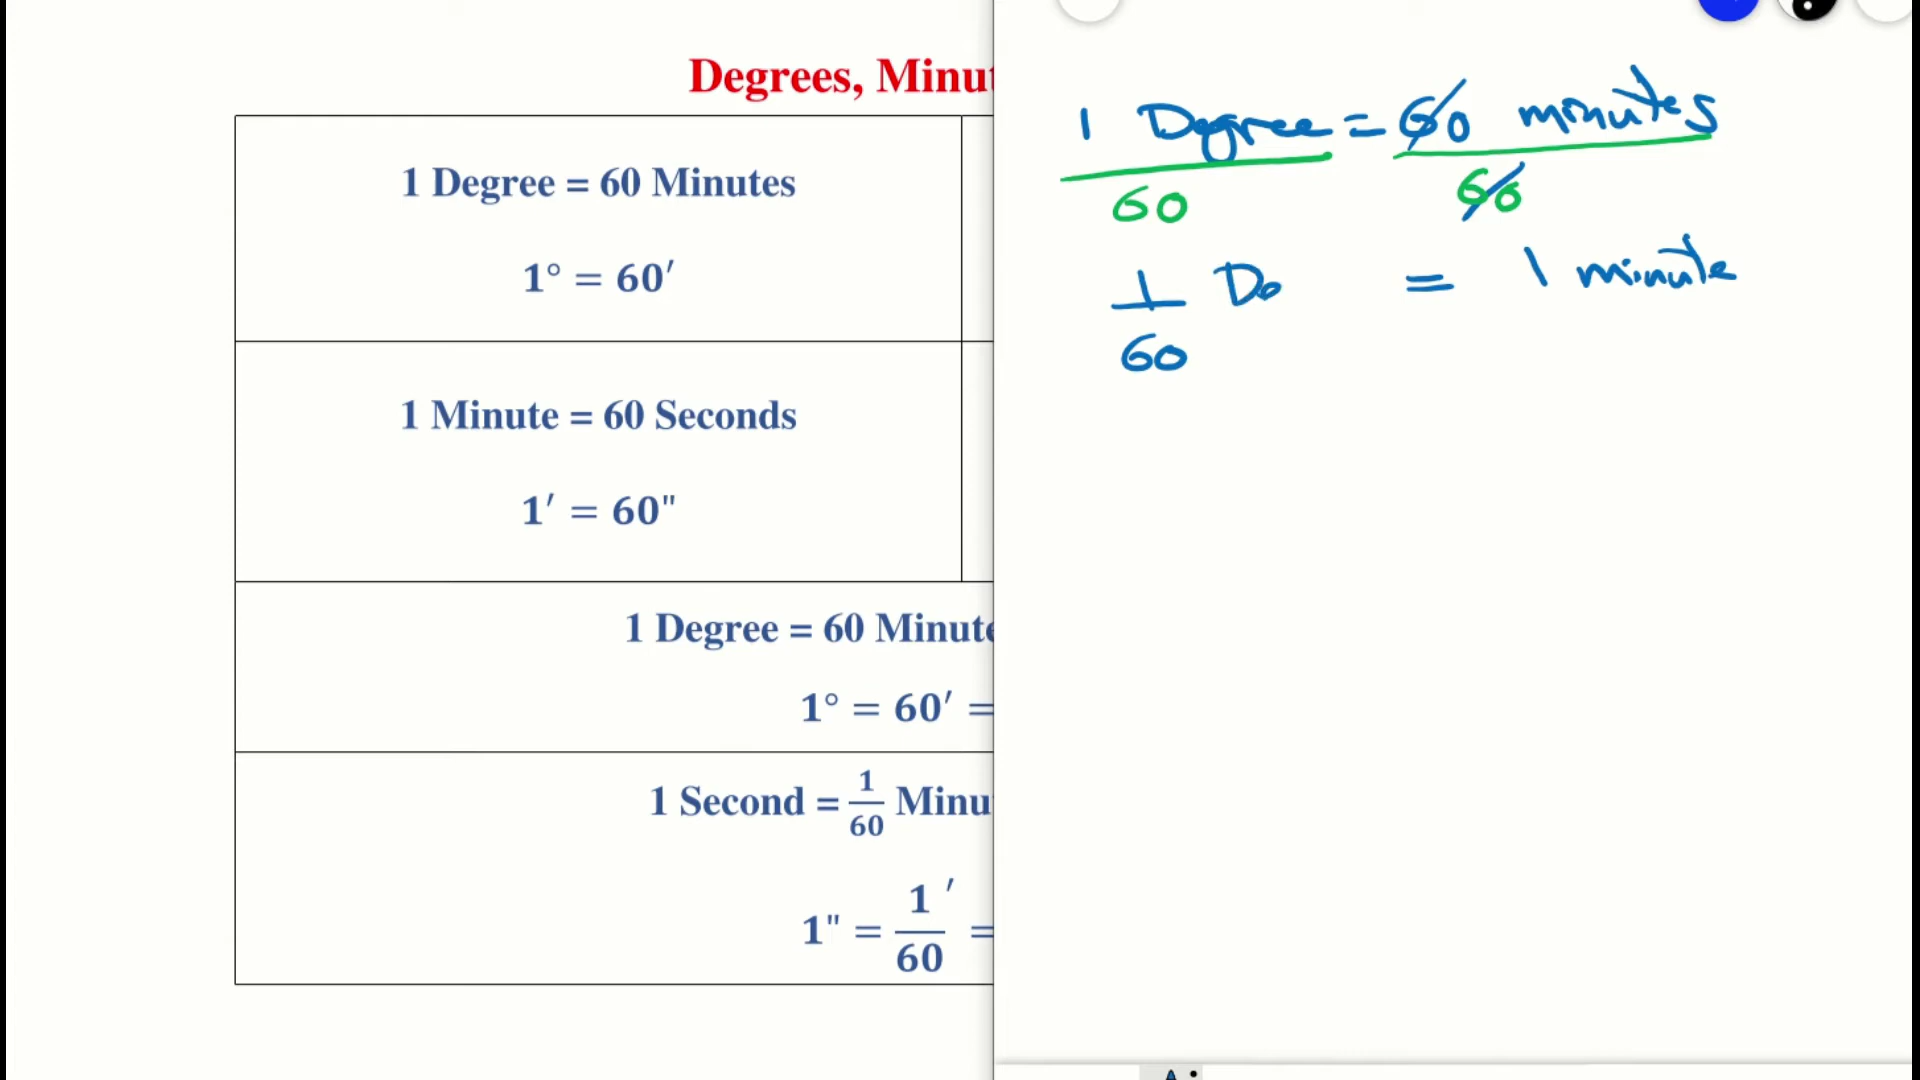 Degrees, Minut
1 Degree = 60 Minutes
1° = 60′
1 Minute = 60 Seconds
1′ = 60"
1 Degree = 60 Minute
1° = 60′ =
1 Second = 1/60 Minu
1" = 1/60 ′ =
1 Degree = 60 minutes
60 60
1/60 De = 1 minute